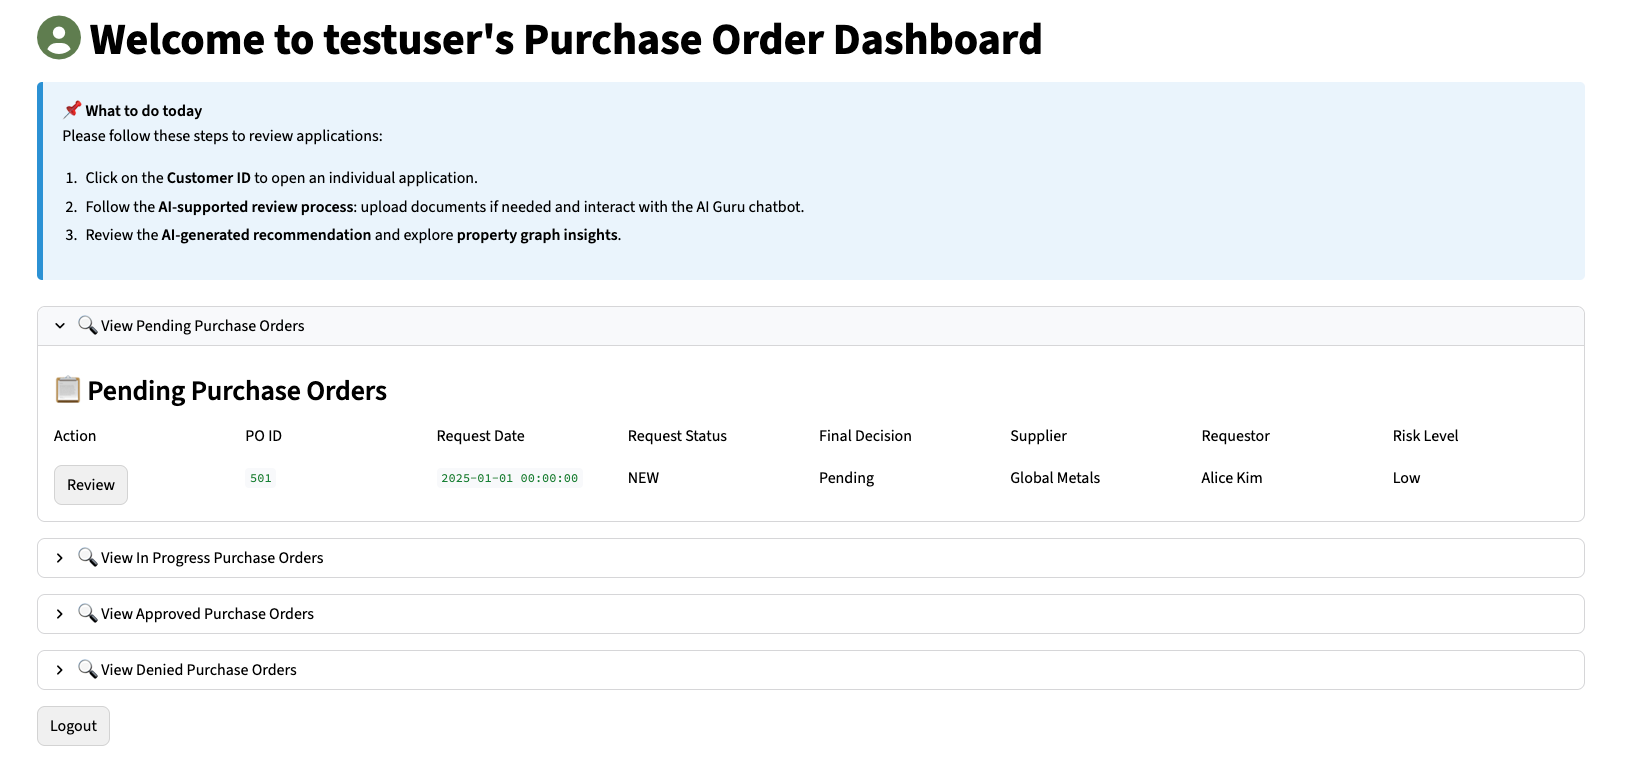 Welcome to testuser's Purchase Order Dashboard
What to do today
Please follow these steps to review applications:
1. Click on the Customer ID to open an individual application.
2. Follow the AI-supported review process: upload documents if needed and interact with the AI Guru chatbot.
3. Review the AI-generated recommendation and explore property graph insights.
View Pending Purchase Orders
Pending Purchase Orders
Action PO ID Request Date Request Status Final Decision Supplier Requestor Risk Level
Review 501 2025-01-01 00:00:00 NEW Pending Global Metals Alice Kim Low
View In Progress Purchase Orders
View Approved Purchase Orders
View Denied Purchase Orders
Logout